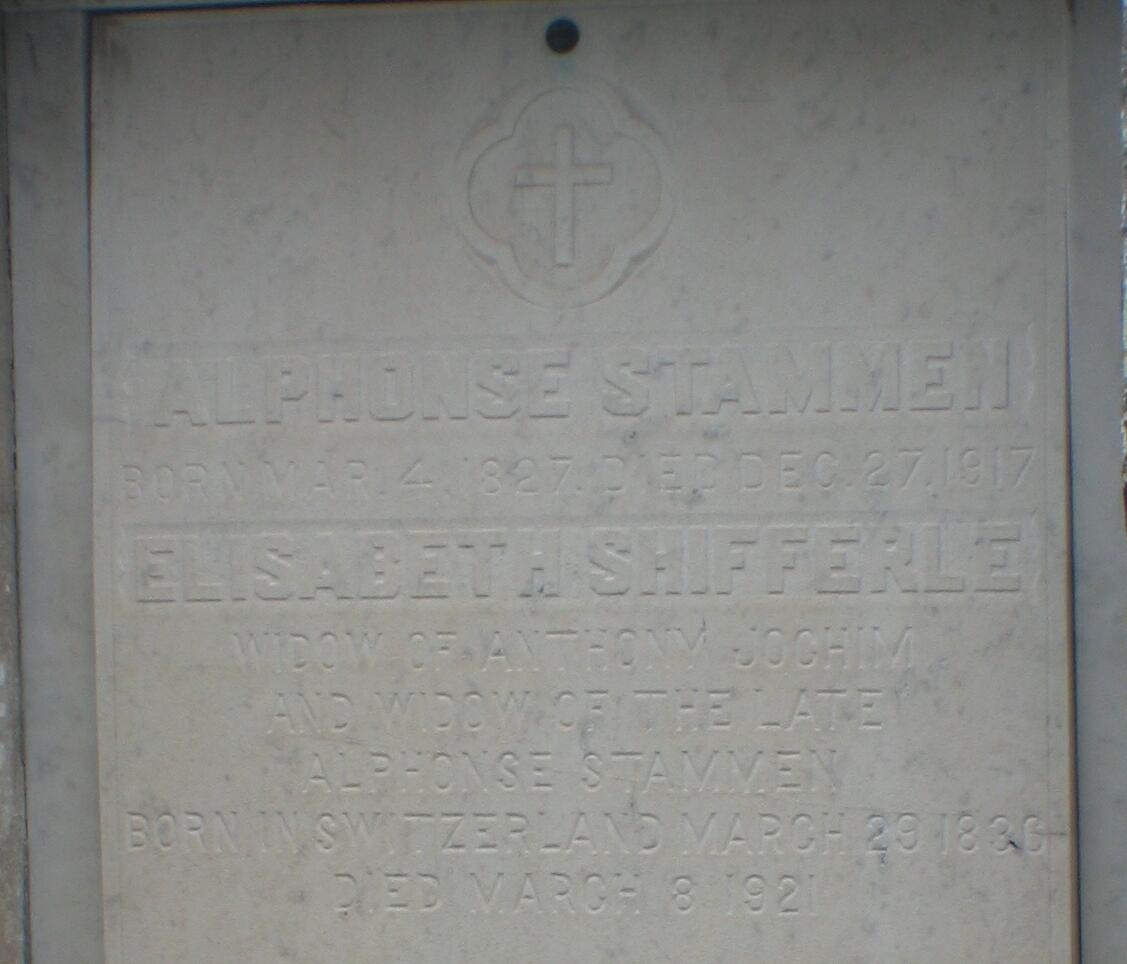 ALPHONSE STAMMEN
BORN MAR. 4, 1827. DIED DEC. 27, 1917
ELISABETH SHIFFERLE
WIDOW OF ANTHONY JOCHIM
AND WIDOW OF THE LATE
ALPHONSE STAMMEN
BORN IN SWITZERLAND MARCH 29 1836
DIED MARCH 8 1921